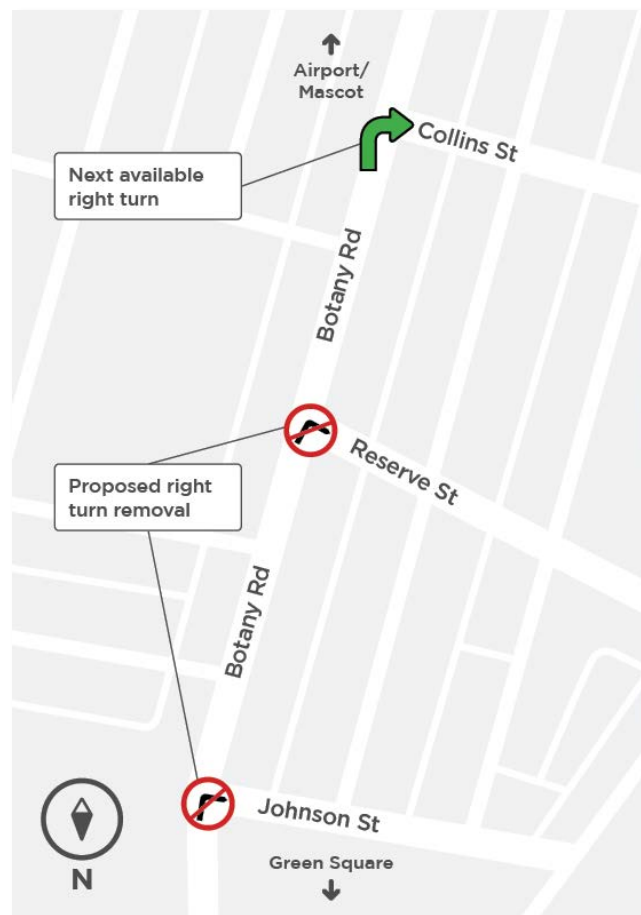 Airport/
Mascot
Collins St
Next available
right turn
Botany Rd
Reserve St
Proposed right
turn removal
Botany Rd
Johnson St
Green Square
N